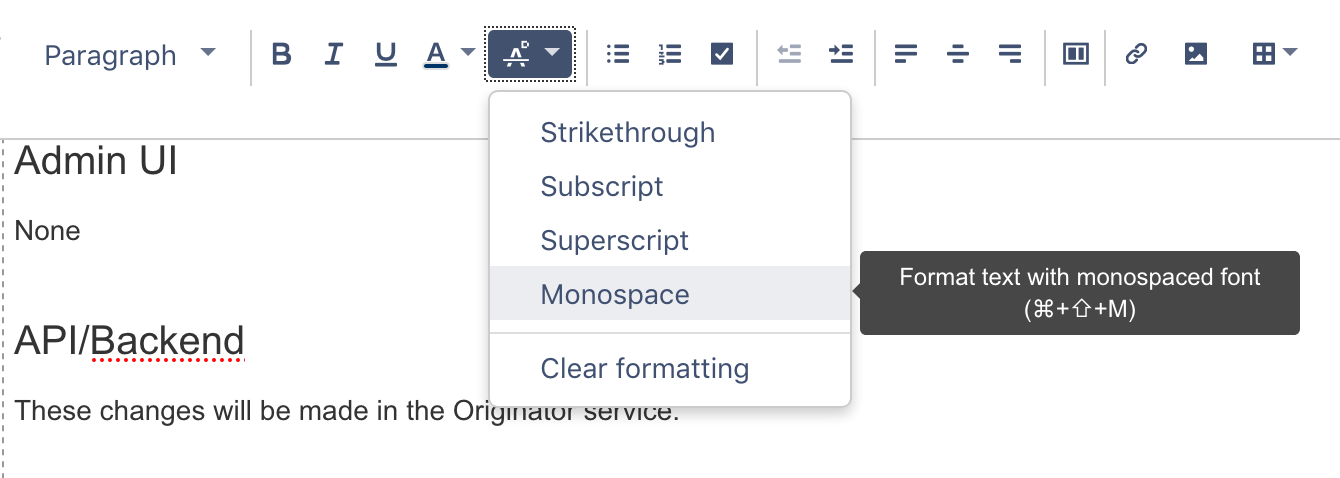 Paragraph B I U A
Strikethrough
Subscript
Superscript
Monospace
Clear formatting
Format text with monospaced font
(⌘+⇧+M)
Admin UI
None
API/Backend
These changes will be made in the Originator service.